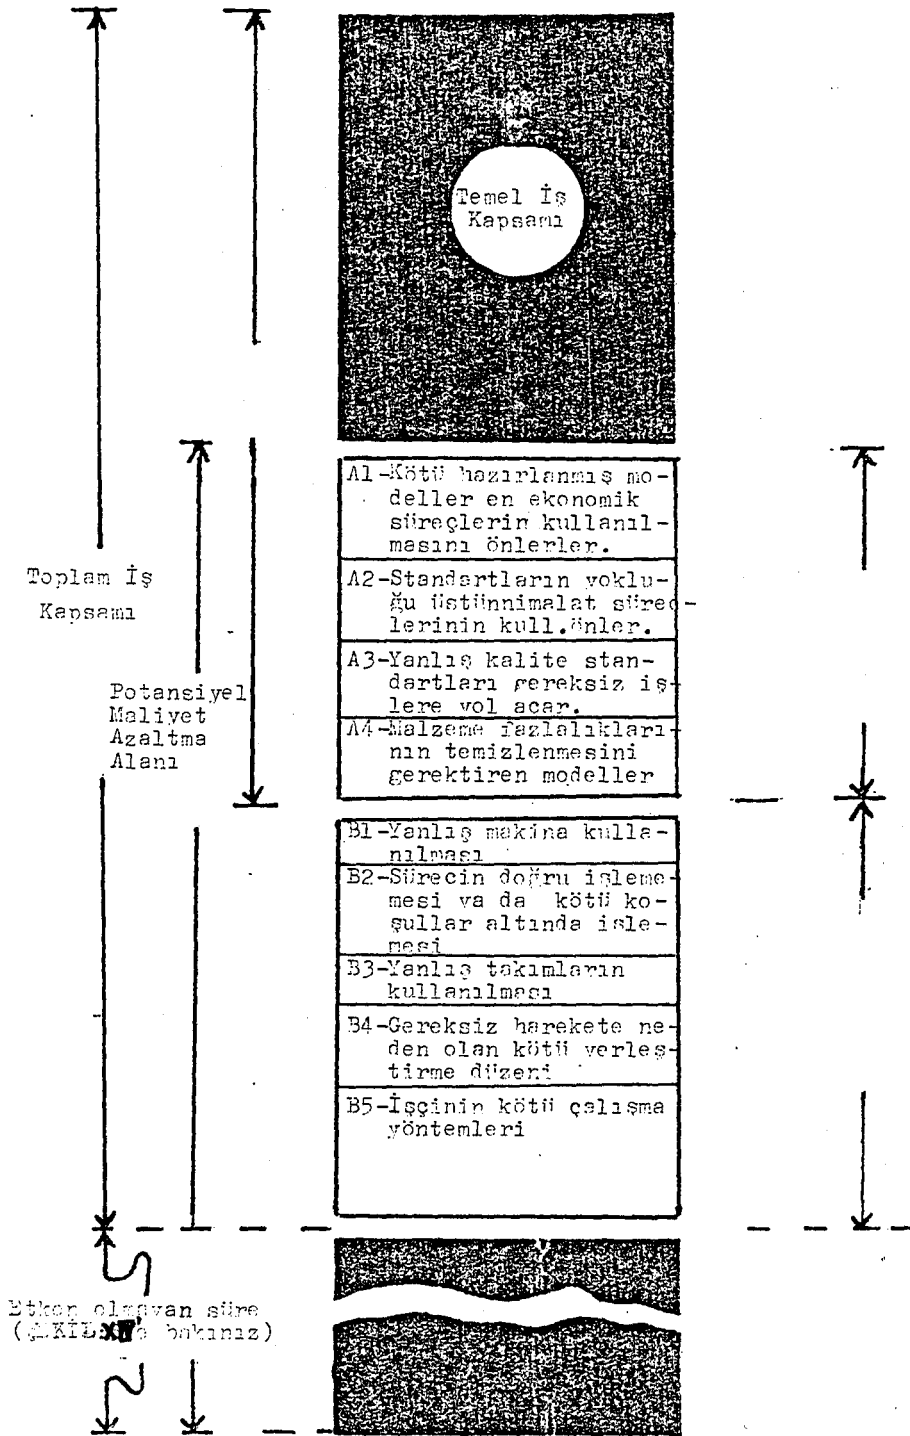 Temel İş
Kapsamı
A1-Kötü hazırlanmış mo-
deller en ekonomik
süreçlerin kullanıl-
masını önlerler.
Toplam İş
Kapsamı
A2-Standartların yoklu-
ğu üstünnimalat süreç-
lerinin kull.önler.
A3-Yanlış kalite stan-
dartları gereksiz iş-
lere yol açar.
Potansiyel
Maliyet
Azaltma
Alanı
A4-Malzeme fazlalıkları-
nın temizlenmesini
gerektiren modeller
B1-Yanlış makina kulla-
nılması
B2-Sürecin doğru işleme-
mesi ya da kötü ko-
şullar altında işle-
mesi
B3-Yanlış takımların
kullanılması
B4-Gereksiz harekete ne-
den olan kötü yerleş-
tirme düzeni
B5-İşçinin kötü çalışma
yöntemleri
Etken olmayan süre
bakınız)